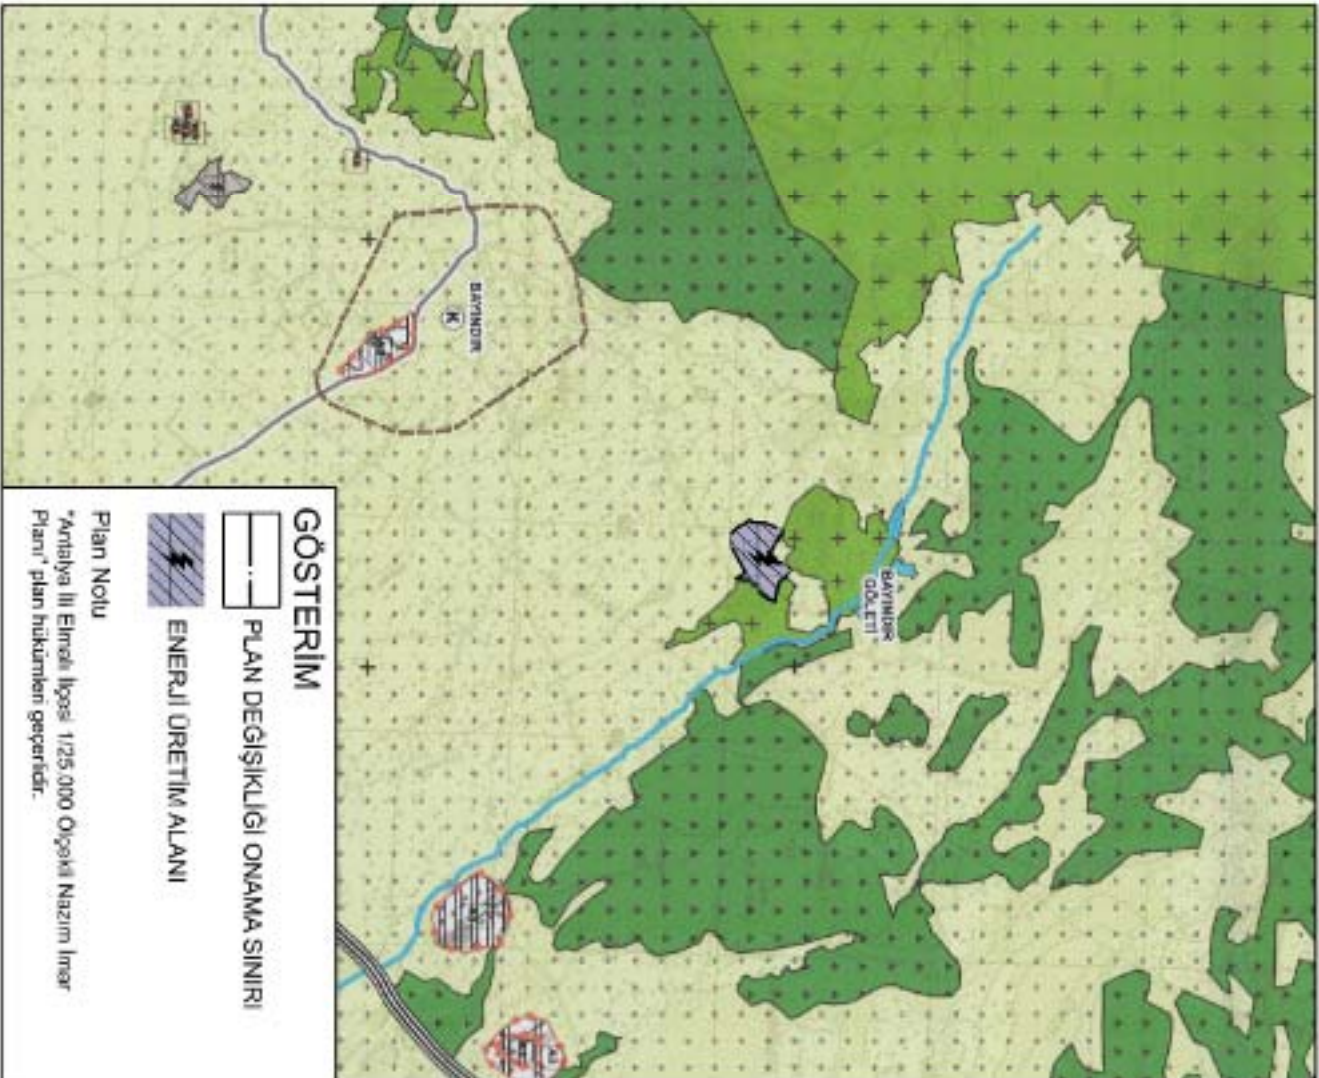 BAYINDIR
K
BAYINDIR
GÖLETİ
GÖSTERİM
PLAN DEĞİŞİKLİĞİ ONAMA SINIRI
ENERJİ ÜRETİM ALANI
Plan Notu
"Antalya İli Elmalı İlçesi 1/25.000 Ölçekli Nazım İmar
Planı" plan hükümleri geçerlidir.